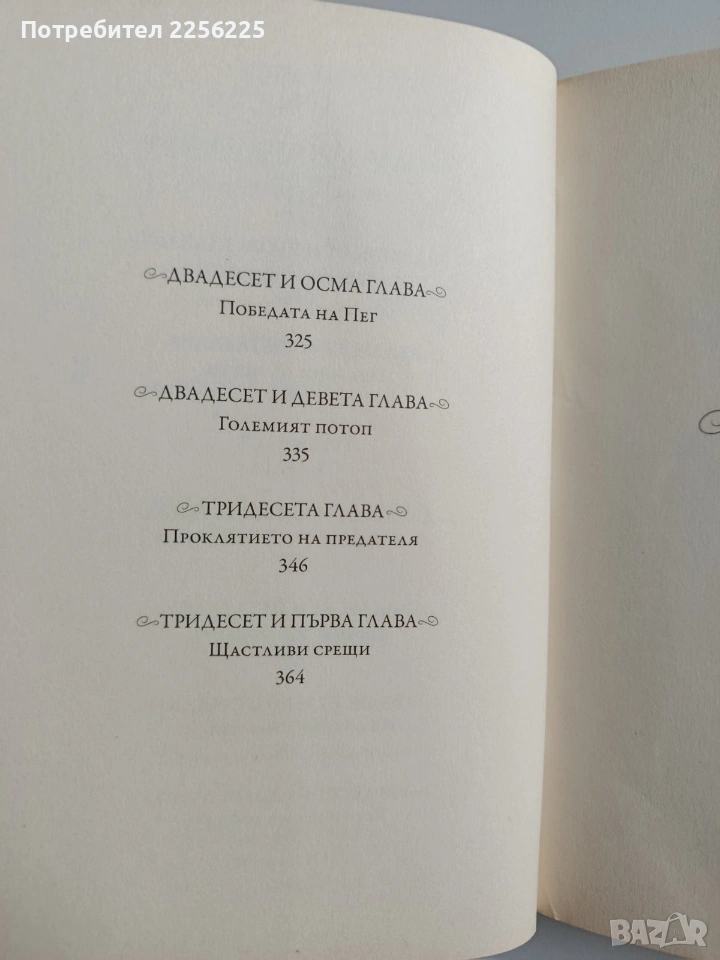 Потребител 2256225
ДВАДЕСЕТ И ОСМА ГЛАВА
Победата на Пег
325
ДВАДЕСЕТ И ДЕВЕТА ГЛАВА
Големият потоп
335
ТРИДЕСЕТА ГЛАВА
Проклятието на предателя
346
ТРИДЕСЕТ И ПЪРВА ГЛАВА
Щастливи срещи
364
BAZAR